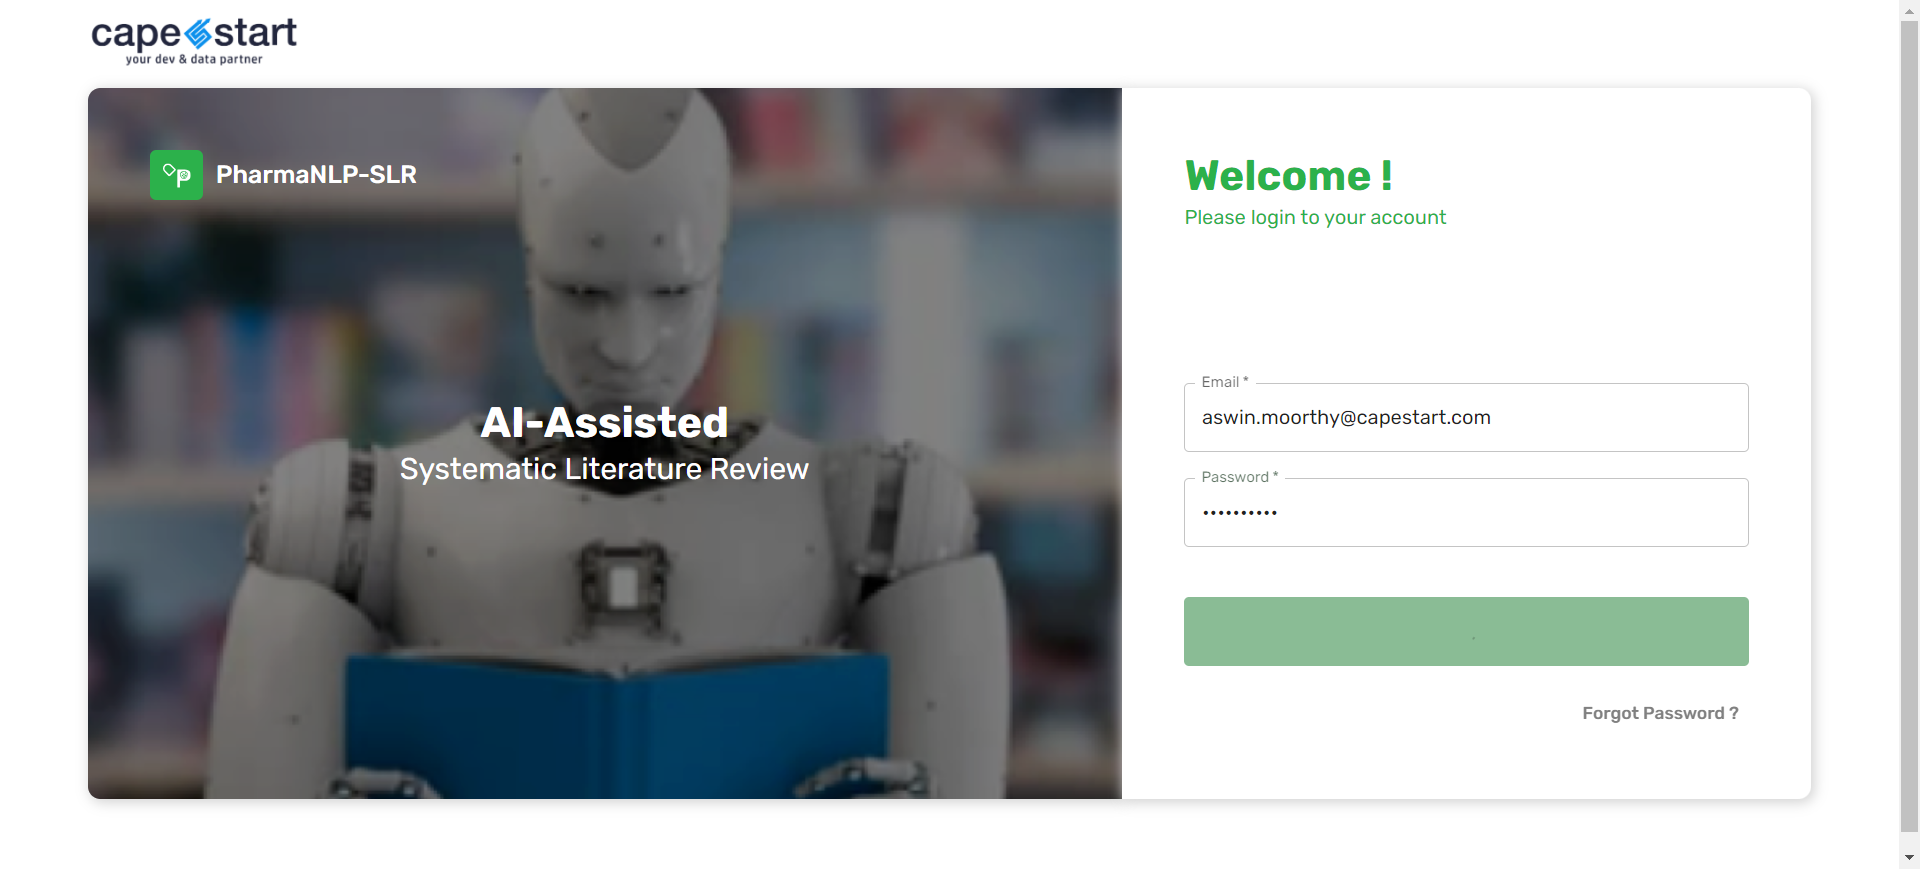 capestart
your dev & data partner
PharmaNLP-SLR
AI-Assisted
Systematic Literature Review
Welcome !
Please login to your account
Email *
aswin.moorthy@capestart.com
Password *
••••••••••
Forgot Password ?